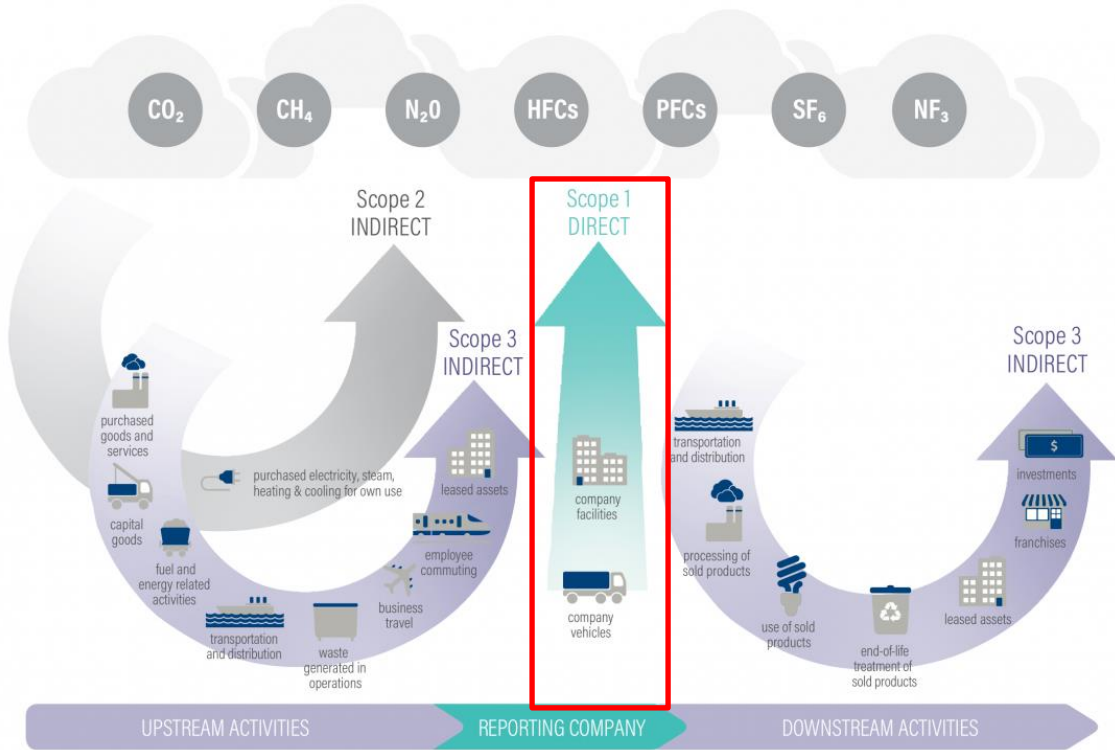 CO₂
CH₄
N₂O
HFCs
PFCs
SF₆
NF₃
Scope 2
INDIRECT
Scope 1
DIRECT
Scope 3
INDIRECT
Scope 3
INDIRECT
purchased
goods and
services
capital
goods
fuel and
energy related
activities
purchased electricity, steam,
heating & cooling for own use
transportation
and distribution
waste
generated in
operations
business
travel
employee
commuting
leased assets
company
facilities
company
vehicles
transportation
and distribution
processing of
sold products
use of sold
products
end-of-life
treatment of
sold products
leased assets
franchises
$
investments
UPSTREAM ACTIVITIES
REPORTING COMPANY
DOWNSTREAM ACTIVITIES